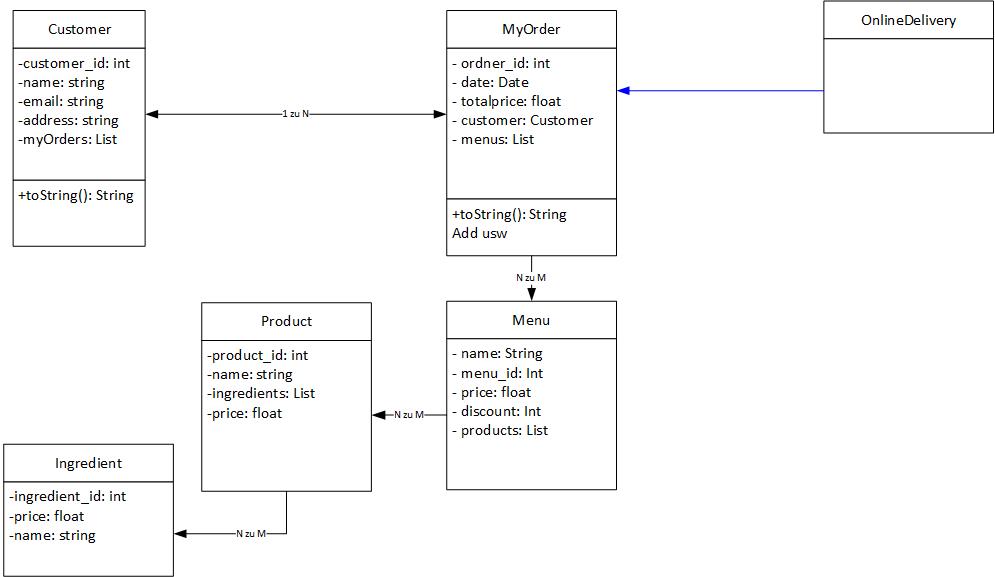 Customer
-customer_id: int
-name: string
-email: string
-address: string
-myOrders: List
+toString(): String
1 zu N
MyOrder
- ordner_id: int
- date: Date
- totalprice: float
- customer: Customer
- menus: List
+toString(): String
Add usw
OnlineDelivery
N zu M
Menu
- name: String
- menu_id: Int
- price: float
- discount: Int
- products: List
N zu M
Product
-product_id: int
-name: string
-ingredients: List
-price: float
N zu M
Ingredient
-ingredient_id: int
-price: float
-name: string